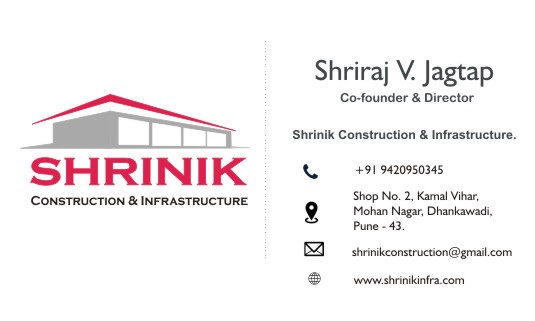 SHRINIK
CONSTRUCTION & INFRASTRUCTURE
Shriraj V. Jagtap
Co-founder & Director
Shrinik Construction & Infrastructure.
+91 9420950345
Shop No. 2, Kamal Vihar,
Mohan Nagar, Dhankawadi,
Pune - 43.
shrinikconstruction@gmail.com
www.shrinikinfra.com